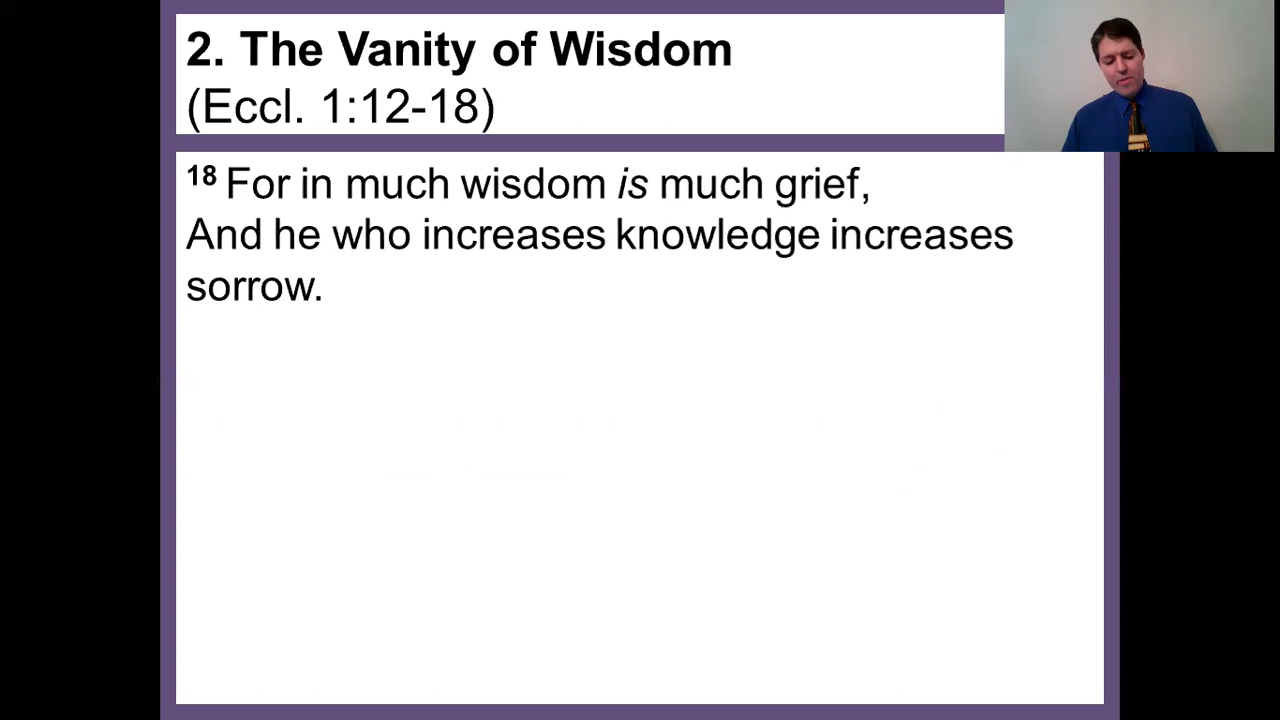 2. The Vanity of Wisdom
(Eccl. 1:12-18)
18 For in much wisdom is much grief,
And he who increases knowledge increases
sorrow.